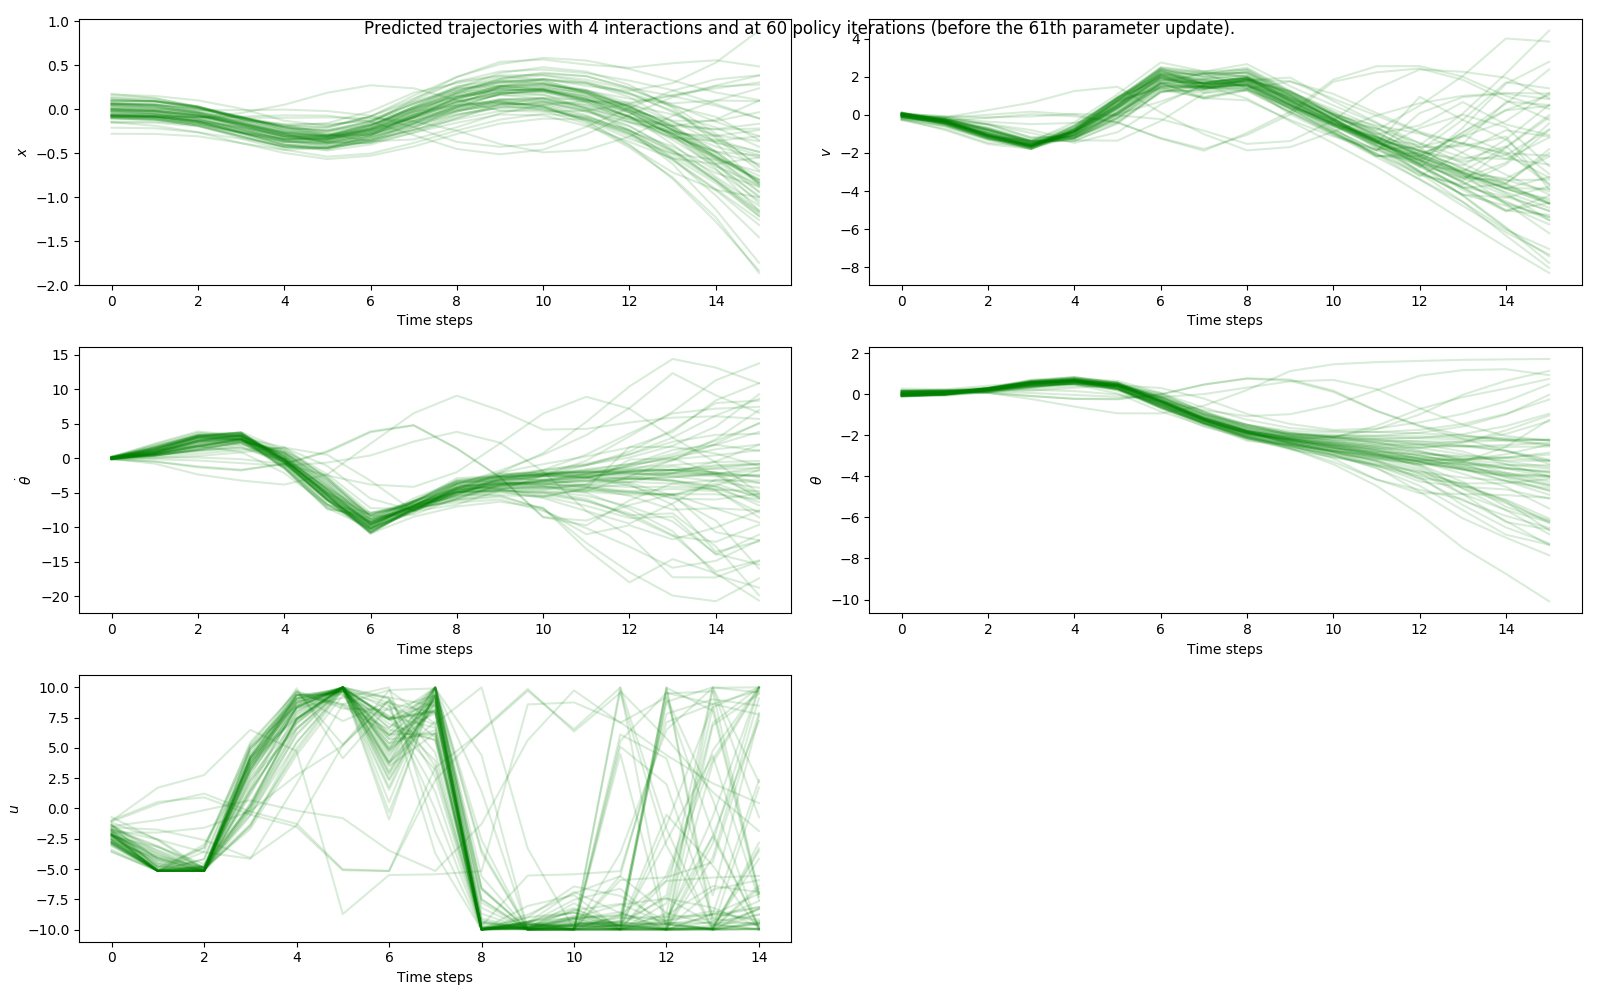 Predicted trajectories with 4 interactions and at 60 policy iterations (before the 61th parameter update).
1.0
0.5
0.0
−0.5
−1.0
−1.5
−2.0
x
0 2 4 6 8 10 12 14
Time steps
4
2
0
−2
−4
−6
−8
v
0 2 4 6 8 10 12 14
Time steps
15
10
5
0
−5
−10
−15
−20
θ̇
0 2 4 6 8 10 12 14
Time steps
2
0
−2
−4
−6
−8
−10
θ
0 2 4 6 8 10 12 14
Time steps
10.0
7.5
5.0
2.5
0.0
−2.5
−5.0
−7.5
−10.0
u
0 2 4 6 8 10 12 14
Time steps